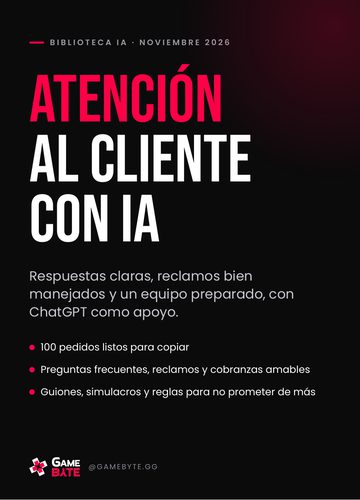 BIBLIOTECA IA · NOVIEMBRE 2026
ATENCIÓN
AL CLIENTE
CON IA
Respuestas claras, reclamos bien
manejados y un equipo preparado, con
ChatGPT como apoyo.
100 pedidos listos para copiar
Preguntas frecuentes, reclamos y cobranzas amables
Guiones, simulacros y reglas para no prometer de más
GAME
BATE
@GAMEBYTE.GG